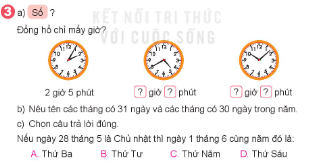 3 a) Số ?
KẾT NỐI TRI THỨC
VỚI CUỘC SỐNG
Đồng hồ chỉ mấy giờ?
2 giờ 5 phút
? giờ ? phút
? giờ ? phút
b) Nêu tên các tháng có 31 ngày và các tháng có 30 ngày trong năm.
c) Chọn câu trả lời đúng.
Nếu ngày 28 tháng 5 là Chủ nhật thì ngày 1 tháng 6 cùng năm đó là:
A. Thứ Ba B. Thứ Tư C. Thứ Năm D. Thứ Sáu